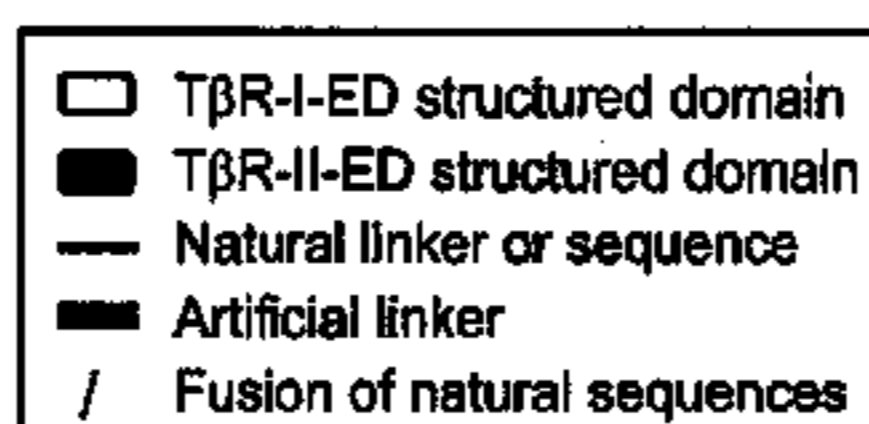 TβR-I-ED structured domain
TβR-II-ED structured domain
Natural linker or sequence
Artificial linker
Fusion of natural sequences